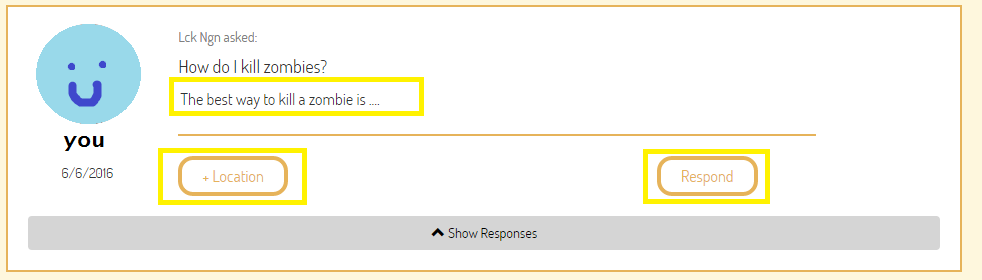 Lck Ngn asked:
How do I kill zombies?
The best way to kill a zombie is ....
you
6/6/2016
+ Location
Respond
Show Responses